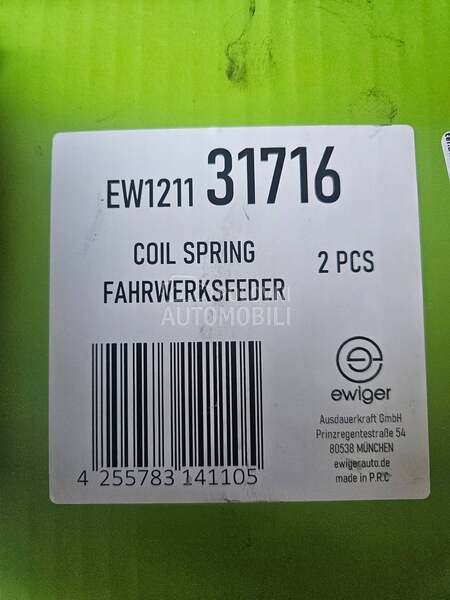 EW1211 31716
COIL SPRING
FAHRWERKSFEDER
2 PCS
AUTOMOBILI
4 255783 141105
ewiger
Ausdauerkraft GmbH
Prinzregentestraße 54
80538 MÜNCHEN
ewigerauto.de
made in P.R.C